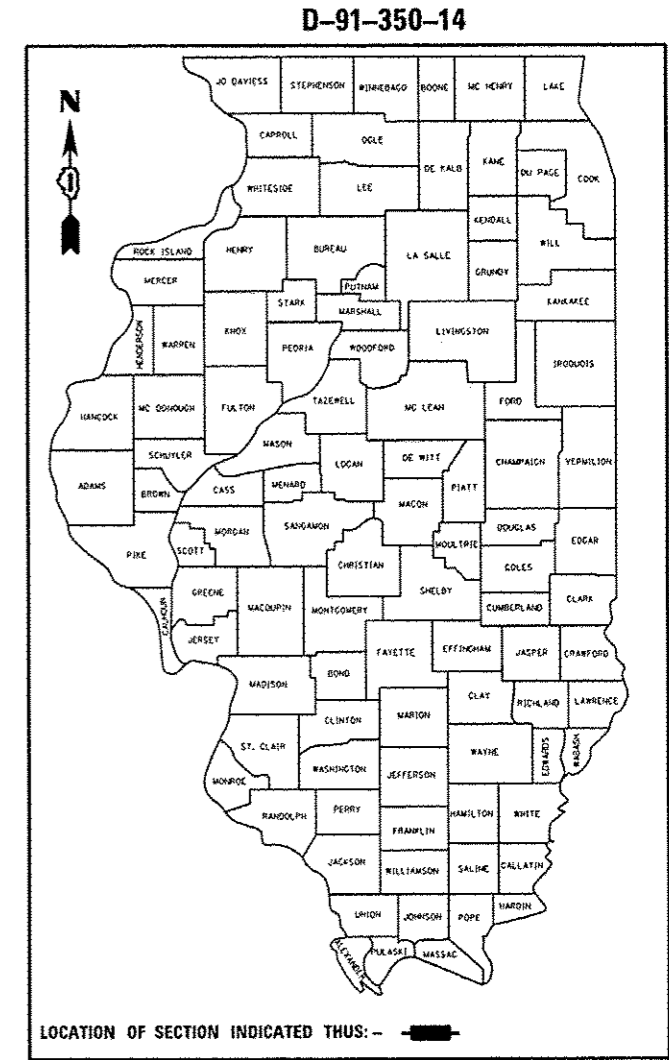 D-91-350-14
N
JO DAVIESS STEPHENSON WINNEBAGO BOONE MC HENRY LAKE
CARROLL OGLE
DE KALB KANE DU PAGE COOK
WHITESIDE LEE
KENDALL WILL
ROCK ISLAND HENRY BUREAU LA SALLE GRUNDY
MERCER PUTNAM
STARK MARSHALL KANKAKEE
HENDERSON WARREN KNOX PEORIA WOODFORD LIVINGSTON IROQUOIS
HANCOCK MC DONOUGH FULTON TAZEWELL MC LEAN FORD
MASON
SCHUYLER LOGAN DE WITT CHAMPAIGN VERMILION
ADAMS BROWN CASS MENARD PIATT
MACON
MORGAN SANGAMON DOUGLAS
PIKE SCOTT MOULTRIE EDGAR
CHRISTIAN COLES
GREENE SHELBY
CALHOUN MACOUPIN MONTGOMERY CUMBERLAND CLARK
JERSEY
FAYETTE EFFINGHAM JASPER CRAWFORD
MADISON BOND
CLAY RICHLAND LAWRENCE
CLINTON MARION
ST. CLAIR WAYNE EDWARDS WABASH
MONROE WASHINGTON JEFFERSON
RANDOLPH PERRY HAMILTON WHITE
FRANKLIN
JACKSON WILLIAMSON SALINE GALLATIN
UNION JOHNSON POPE HARDIN
ALEXANDER PULASKI MASSAC
LOCATION OF SECTION INDICATED THUS: -